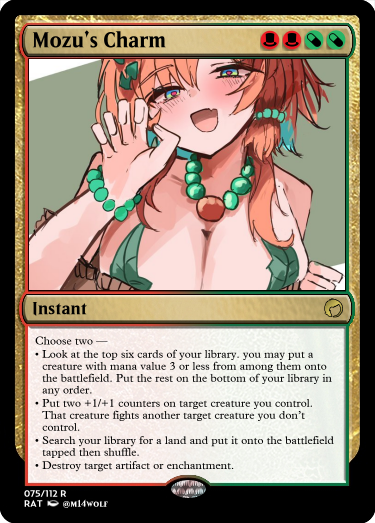 Mozu's Charm
Instant
Choose two —
• Look at the top six cards of your library. you may put a
creature with mana value 3 or less from among them onto
the battlefield. Put the rest on the bottom of your library in
any order.
• Put two +1/+1 counters on target creature you control.
That creature fights another target creature you don't
control.
• Search your library for a land and put it onto the battlefield
tapped then shuffle.
• Destroy target artifact or enchantment.
075/112 R
RAT @M14WOLF